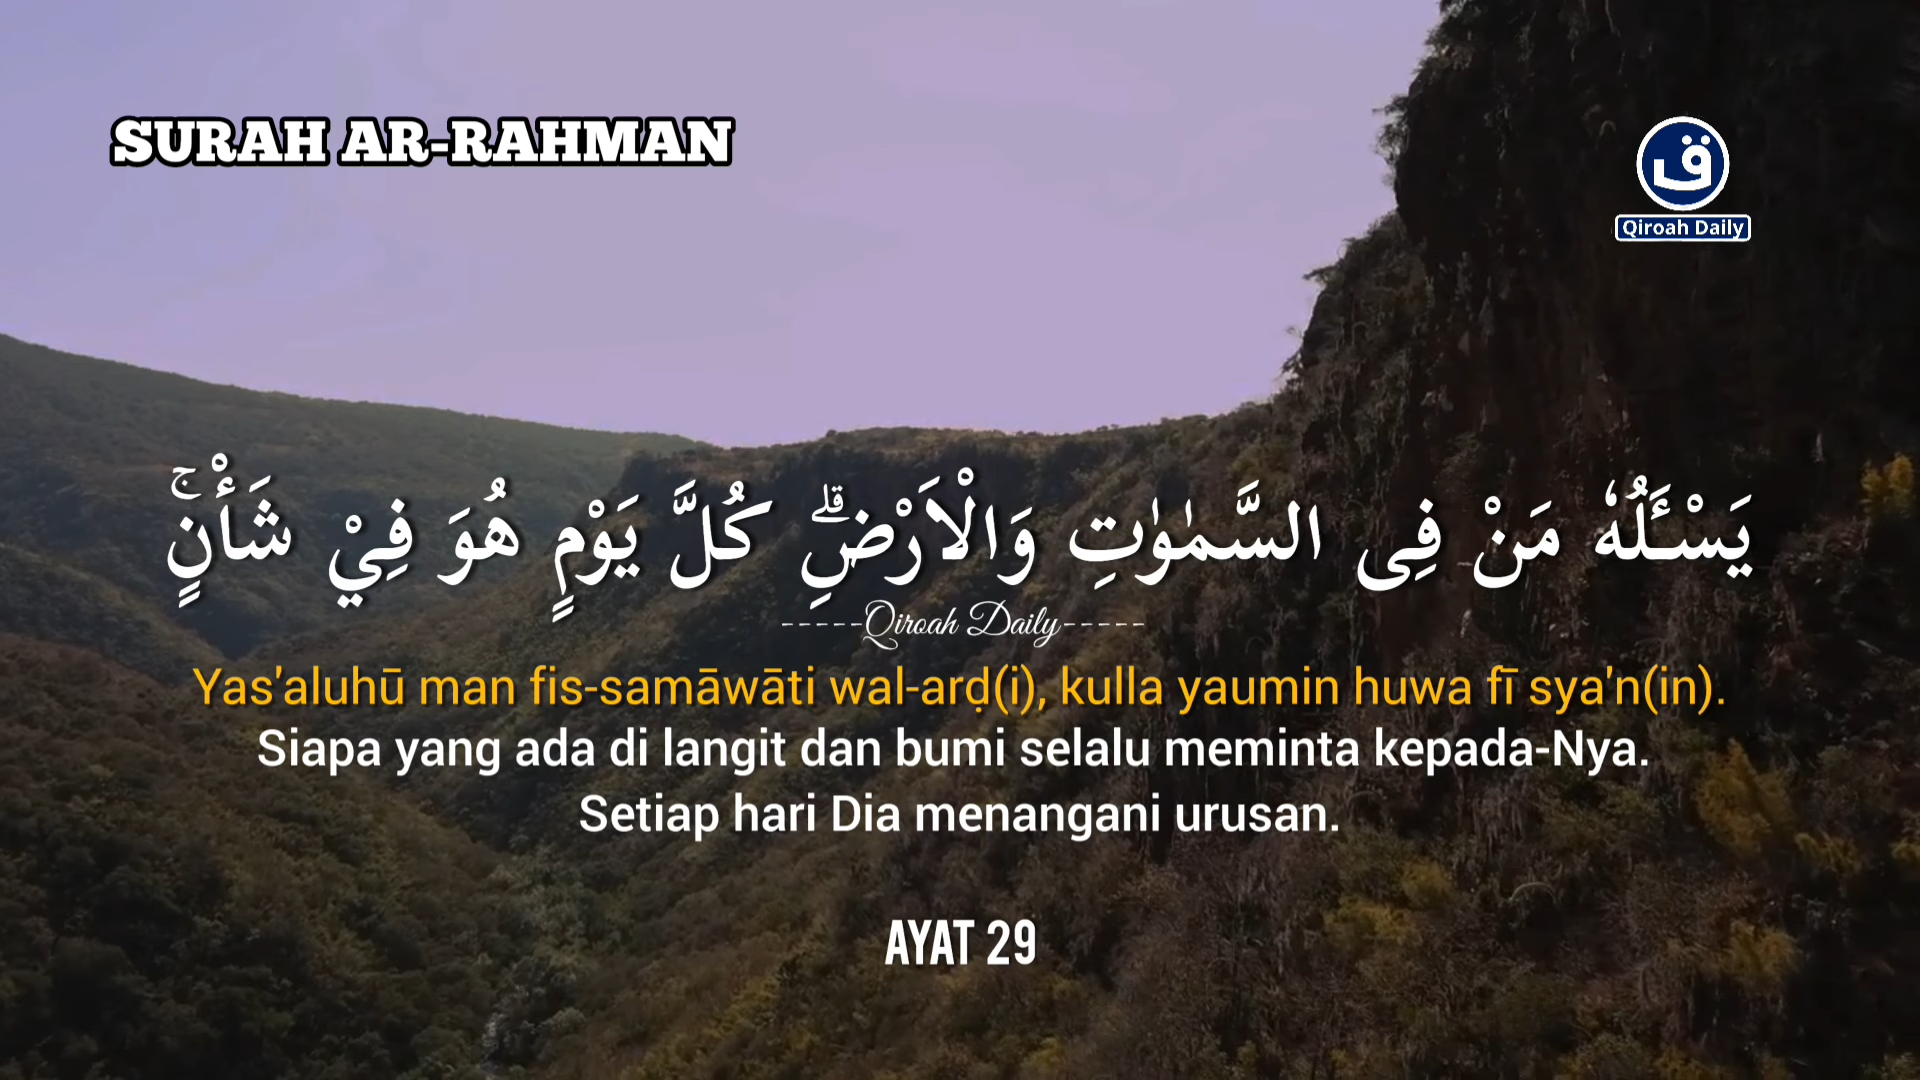 SURAH AR-RAHMAN
ق
Qiroah Daily
يَسْـَٔلُهٗ مَنْ فِى السَّمٰوٰتِ وَالْاَرْضِۗ كُلَّ يَوْمٍ هُوَ فِيْ شَأْنٍۚ
-----Qiroah Daily-----
Yas'aluhū man fis-samāwāti wal-arḍ(i), kulla yaumin huwa fī sya'n(in).
Siapa yang ada di langit dan bumi selalu meminta kepada-Nya.
Setiap hari Dia menangani urusan.
AYAT 29